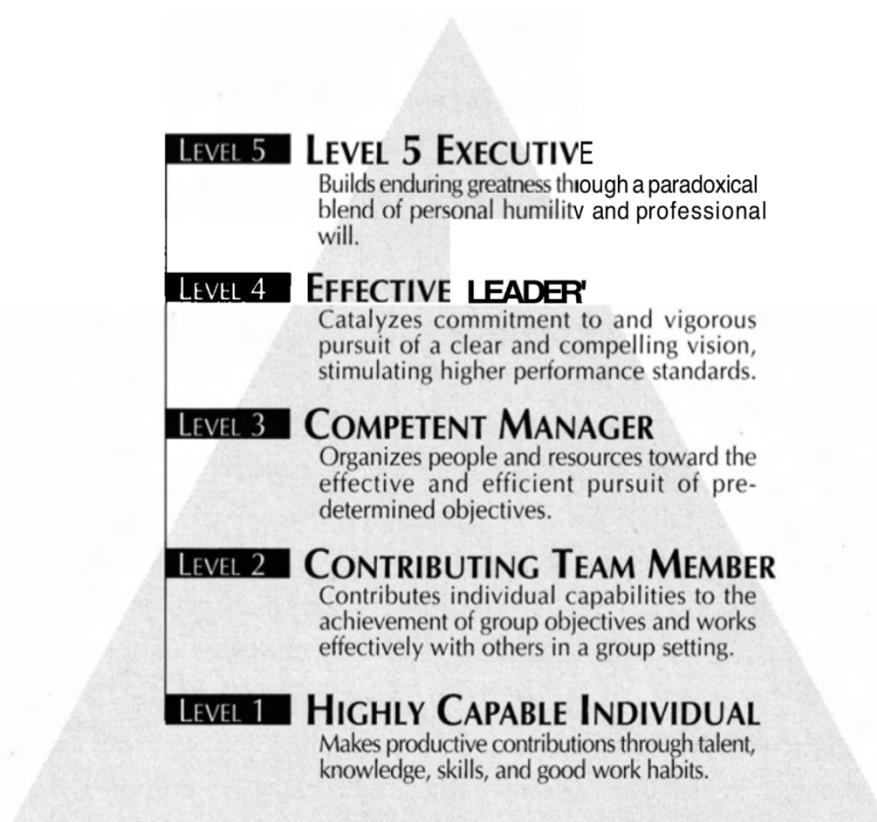 LEVEL 5 LEVEL 5 EXECUTIVE
Builds enduring greatness through a paradoxical
blend of personal humility and professional
will.
LEVEL 4 EFFECTIVE LEADER'
Catalyzes commitment to and vigorous
pursuit of a clear and compelling vision,
stimulating higher performance standards.
LEVEL 3 COMPETENT MANAGER
Organizes people and resources toward the
effective and efficient pursuit of pre-
determined objectives.
LEVEL 2 CONTRIBUTING TEAM MEMBER
Contributes individual capabilities to the
achievement of group objectives and works
effectively with others in a group setting.
LEVEL 1 HIGHLY CAPABLE INDIVIDUAL
Makes productive contributions through talent,
knowledge, skills, and good work habits.